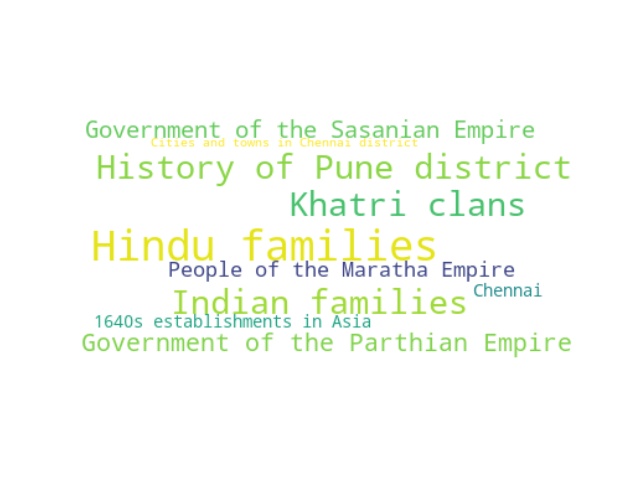 Government of the Sasanian Empire
Cities and towns in Chennai district
History of Pune district
Khatri clans
Hindu families
People of the Maratha Empire
Chennai
Indian families
1640s establishments in Asia
Government of the Parthian Empire